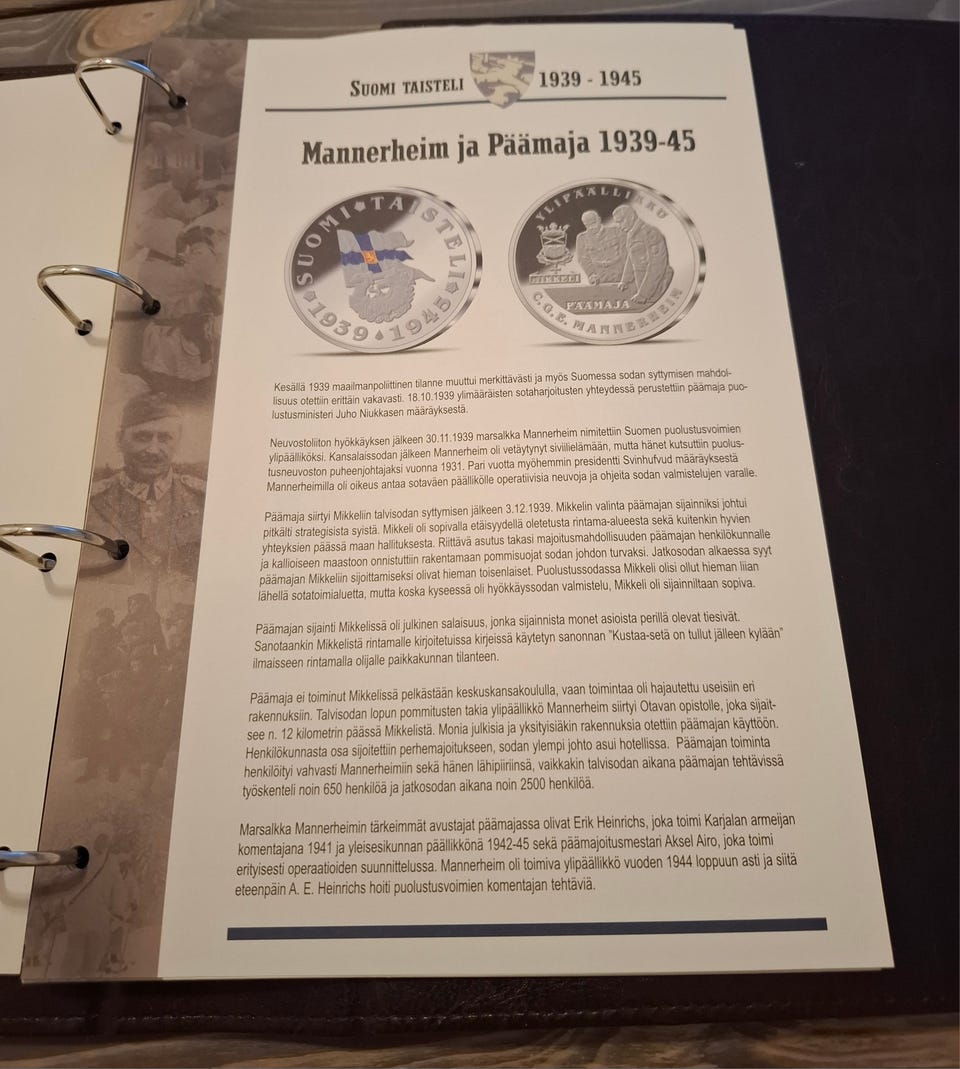 SUOMI TAISTELI 1939 - 1945
Mannerheim ja Päämaja 1939-45
SUOMI TAISTELI
1939 1945
YLIPÄÄLLIKKÖ
MIKKELI
PÄÄMAJA
C.G.E. MANNERHEIM
Kesällä 1939 maailmanpoliittinen tilanne muuttui merkittävästi ja myös Suomessa sodan syttymisen mahdol-
lisuus otettiin erittäin vakavasti. 18.10.1939 ylimääräisten sotaharjoitusten yhteydessä perustettiin päämaja puo-
lustusministeri Juho Niukkasen määräyksestä.
Neuvostoliiton hyökkäyksen jälkeen 30.11.1939 marsalkka Mannerheim nimitettiin Suomen puolustusvoimien
ylipäälliköksi. Kansalaissodan jälkeen Mannerheim oli vetäytynyt siviilielämään, mutta hänet kutsuttiin puolus-
tusneuvoston puheenjohtajaksi vuonna 1931. Pari vuotta myöhemmin presidentti Svinhufvud määräyksestä
Mannerheimilla oli oikeus antaa sotaväen päällikölle operatiivisia neuvoja ja ohjeita sodan valmistelujen varalle.
Päämaja siirtyi Mikkeliin talvisodan syttymisen jälkeen 3.12.1939. Mikkelin valinta päämajan sijainniksi johtui
pitkälti strategisista syistä. Mikkeli oli sopivalla etäisyydellä oletetusta rintama-alueesta sekä kuitenkin hyvien
yhteyksien päässä maan hallituksesta. Riittävä asutus takasi majoitusmahdollisuuden päämajan henkilökunnalle
ja kallioiseen maastoon onnistuttiin rakentamaan pommisuojat sodan johdon turvaksi. Jatkosodan alkaessa syyt
päämajan Mikkeliin sijoittamiseksi olivat hieman toisenlaiset. Puolustussodassa Mikkeli olisi ollut hieman liian
lähellä sotatoimialuetta, mutta koska kyseessä oli hyökkäyssodan valmistelu, Mikkeli oli sijainniltaan sopiva.
Päämajan sijainti Mikkelissä oli julkinen salaisuus, jonka sijainnista monet asioista perillä olevat tiesivät.
Sanotaankin Mikkelistä rintamalle kirjoitetuissa kirjeissä käytetyn sanonnan "Kustaa-setä on tullut jälleen kylään"
ilmaisseen rintamalla olijalle paikkakunnan tilanteen.
Päämaja ei toiminut Mikkelissä pelkästään keskuskansakoululla, vaan toimintaa oli hajautettu useisiin eri
rakennuksiin. Talvisodan lopun pommitusten takia ylipäällikkö Mannerheim siirtyi Otavan opistolle, joka sijait-
see n. 12 kilometrin päässä Mikkelistä. Monia julkisia ja yksityisiäkin rakennuksia otettiin päämajan käyttöön.
Henkilökunnasta osa sijoitettiin perhemajoitukseen, sodan ylempi johto asui hotellissa. Päämajan toiminta
henkilöityi vahvasti Mannerheimiin sekä hänen lähipiiriinsä, vaikkakin talvisodan aikana päämajan tehtävissä
työskenteli noin 650 henkilöä ja jatkosodan aikana noin 2500 henkilöä.
Marsalkka Mannerheimin tärkeimmät avustajat päämajassa olivat Erik Heinrichs, joka toimi Karjalan armeijan
komentajana 1941 ja yleisesikunnan päällikkönä 1942-45 sekä päämajoitusmestari Aksel Airo, joka toimi
erityisesti operaatioiden suunnittelussa. Mannerheim oli toimiva ylipäällikkö vuoden 1944 loppuun asti ja siitä
eteenpäin A. E. Heinrichs hoiti puolustusvoimien komentajan tehtäviä.